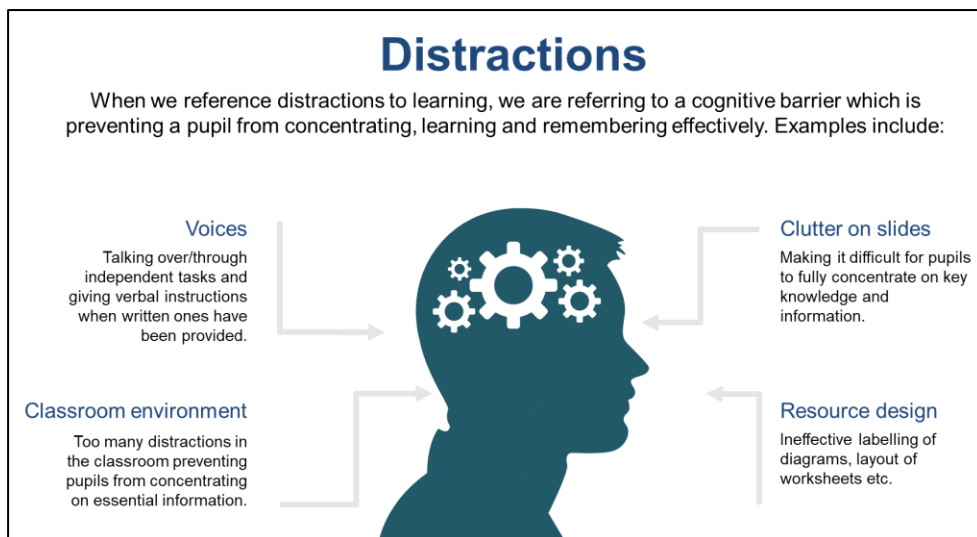 Distractions
When we reference distractions to learning, we are referring to a cognitive barrier which is
preventing a pupil from concentrating, learning and remembering effectively. Examples include:
Voices
Talking over/through
independent tasks and
giving verbal instructions
when written ones have
been provided.
Clutter on slides
Making it difficult for pupils
to fully concentrate on key
knowledge and
information.
Classroom environment
Too many distractions in
the classroom preventing
pupils from concentrating
on essential information.
Resource design
Ineffective labelling of
diagrams, layout of
worksheets etc.